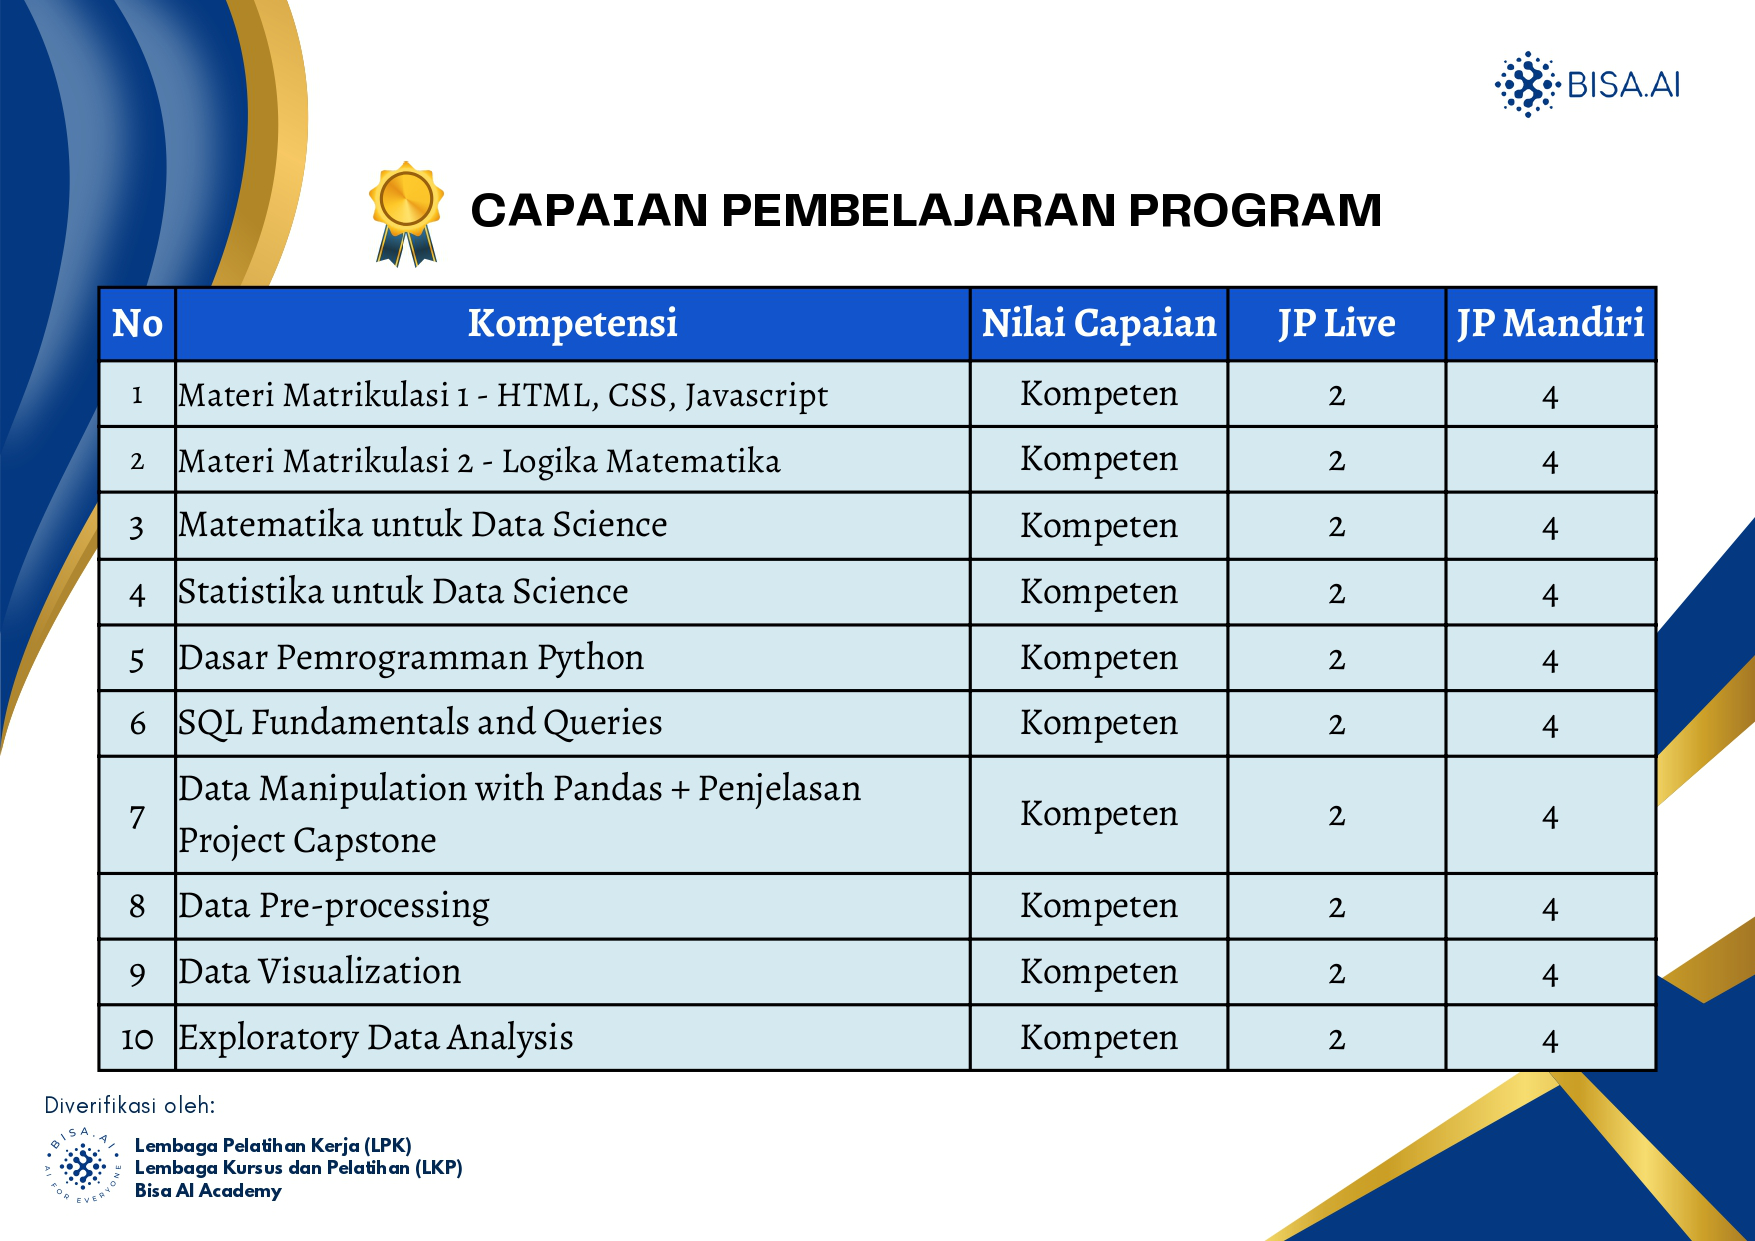 BISA.AI
CAPAIAN PEMBELAJARAN PROGRAM
No Kompetensi Nilai Capaian JP Live JP Mandiri
1 Materi Matrikulasi 1 - HTML, CSS, Javascript Kompeten 2 4
2 Materi Matrikulasi 2 - Logika Matematika Kompeten 2 4
3 Matematika untuk Data Science Kompeten 2 4
4 Statistika untuk Data Science Kompeten 2 4
5 Dasar Pemrogramman Python Kompeten 2 4
6 SQL Fundamentals and Queries Kompeten 2 4
7 Data Manipulation with Pandas + Penjelasan
Project Capstone Kompeten 2 4
8 Data Pre-processing Kompeten 2 4
9 Data Visualization Kompeten 2 4
10 Exploratory Data Analysis Kompeten 2 4
Diverifikasi oleh:
BISA.AI
AI FOR EVERYONE
Lembaga Pelatihan Kerja (LPK)
Lembaga Kursus dan Pelatihan (LKP)
Bisa AI Academy